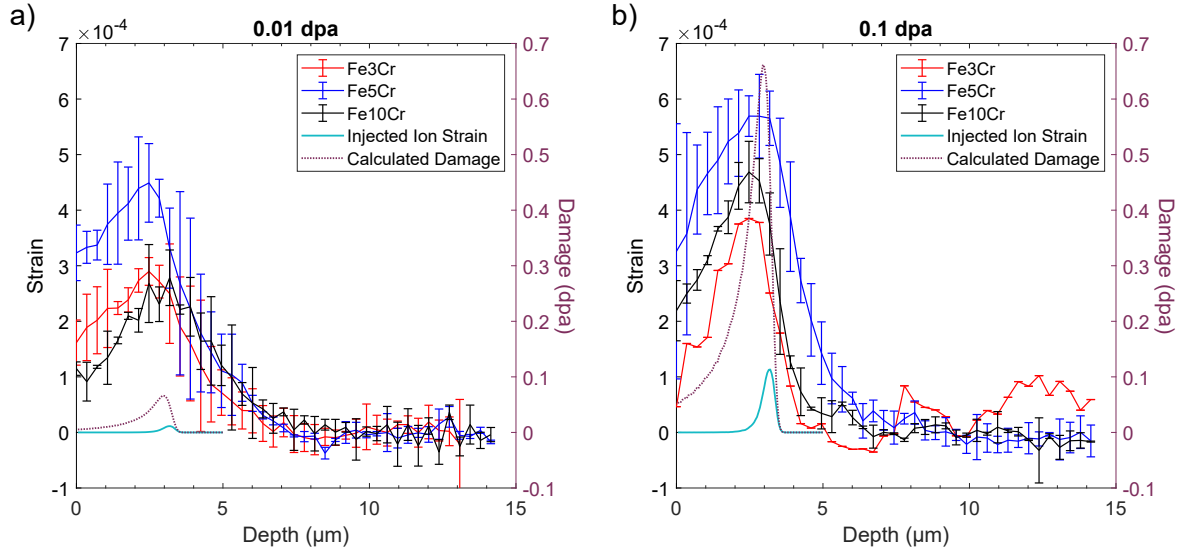 a)
×10⁻⁴
0.01 dpa
7
6
5
4
3
2
1
0
-1
Strain
0.7
0.6
0.5
0.4
0.3
0.2
0.1
0.0
-0.1
Damage (dpa)
Fe3Cr
Fe5Cr
Fe10Cr
Injected Ion Strain
Calculated Damage
0
5
10
15
Depth (μm)
b)
×10⁻⁴
0.1 dpa
7
6
5
4
3
2
1
0
-1
Strain
0.7
0.6
0.5
0.4
0.3
0.2
0.1
0.0
-0.1
Damage (dpa)
Fe3Cr
Fe5Cr
Fe10Cr
Injected Ion Strain
Calculated Damage
0
5
10
15
Depth (μm)